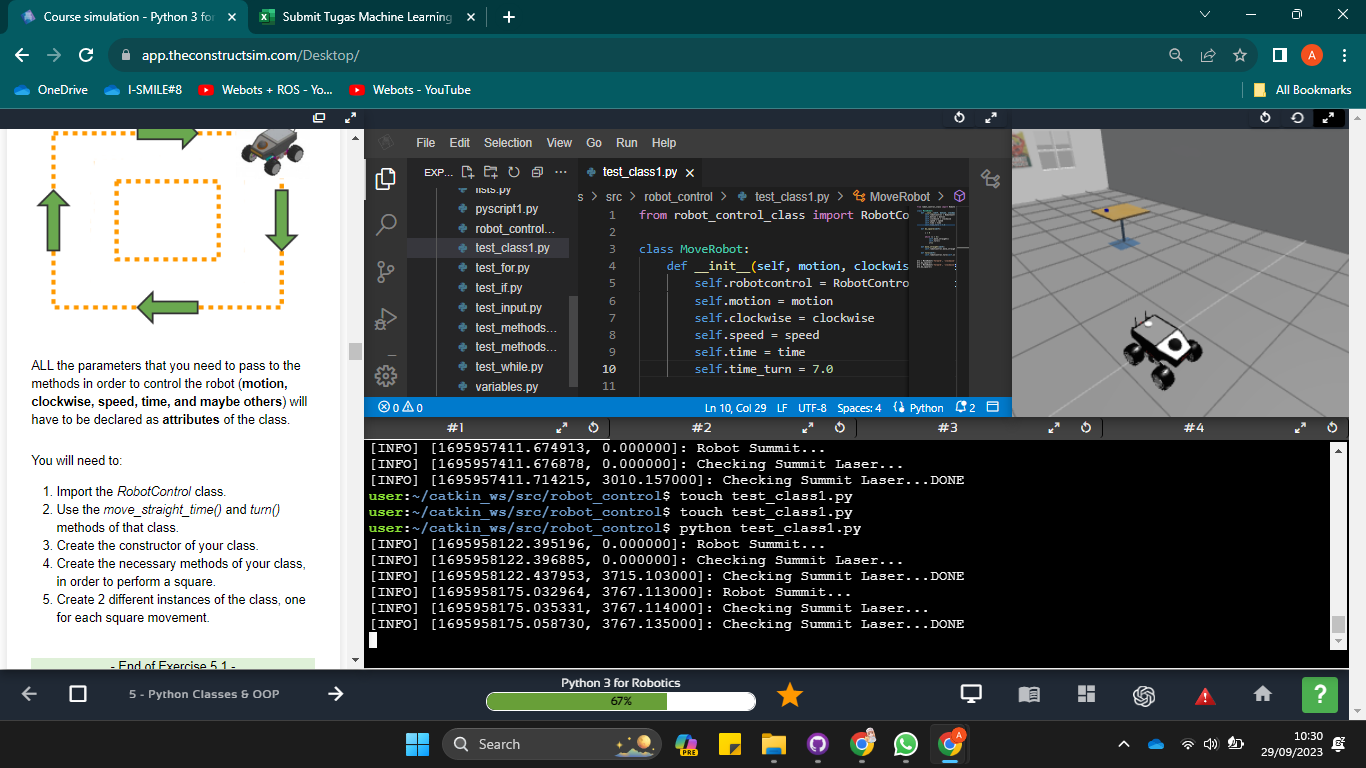 Course simulation - Python 3 for
Submit Tugas Machine Learning
app.theconstructsim.com/Desktop/
A
OneDrive
I-SMILE#8
Webots + ROS - Yo...
Webots - YouTube
All Bookmarks
ALL the parameters that you need to pass to the
methods in order to control the robot (motion,
clockwise, speed, time, and maybe others) will
have to be declared as attributes of the class.
You will need to:
1. Import the RobotControl class.
2. Use the move_straight_time() and turn()
methods of that class.
3. Create the constructor of your class.
4. Create the necessary methods of your class,
in order to perform a square.
5. Create 2 different instances of the class, one
for each square movement.
- End of Exercise 5.1 -
File Edit Selection View Go Run Help
EXP...
lists.py
pyscript1.py
robot_control...
test_class1.py
test_for.py
test_if.py
test_input.py
test_methods...
test_methods...
test_while.py
variables.py
test_class1.py
s > src > robot_control > test_class1.py > MoveRobot >
1 from robot_control_class import RobotCo
2
3 class MoveRobot:
4 def __init__(self, motion, clockwis
5 self.robotcontrol = RobotContro
6 self.motion = motion
7 self.clockwise = clockwise
8 self.speed = speed
9 self.time = time
10 self.time_turn = 7.0
11
0 0
Ln 10, Col 29 LF UTF-8 Spaces: 4 Python 2
#1 #2 #3 #4
[INFO] [1695957411.674913, 0.000000]: Robot Summit...
[INFO] [1695957411.676878, 0.000000]: Checking Summit Laser...
[INFO] [1695957411.714215, 3010.157000]: Checking Summit Laser...DONE
user:~/catkin_ws/src/robot_control$ touch test_class1.py
user:~/catkin_ws/src/robot_control$ touch test_class1.py
user:~/catkin_ws/src/robot_control$ python test_class1.py
[INFO] [1695958122.395196, 0.000000]: Robot Summit...
[INFO] [1695958122.396885, 0.000000]: Checking Summit Laser...
[INFO] [1695958122.437953, 3715.103000]: Checking Summit Laser...DONE
[INFO] [1695958175.032964, 3767.113000]: Robot Summit...
[INFO] [1695958175.035331, 3767.114000]: Checking Summit Laser...
[INFO] [1695958175.058730, 3767.135000]: Checking Summit Laser...DONE
5 - Python Classes & OOP
Python 3 for Robotics
67%
?
Search
PRE
A
10:30
29/09/2023